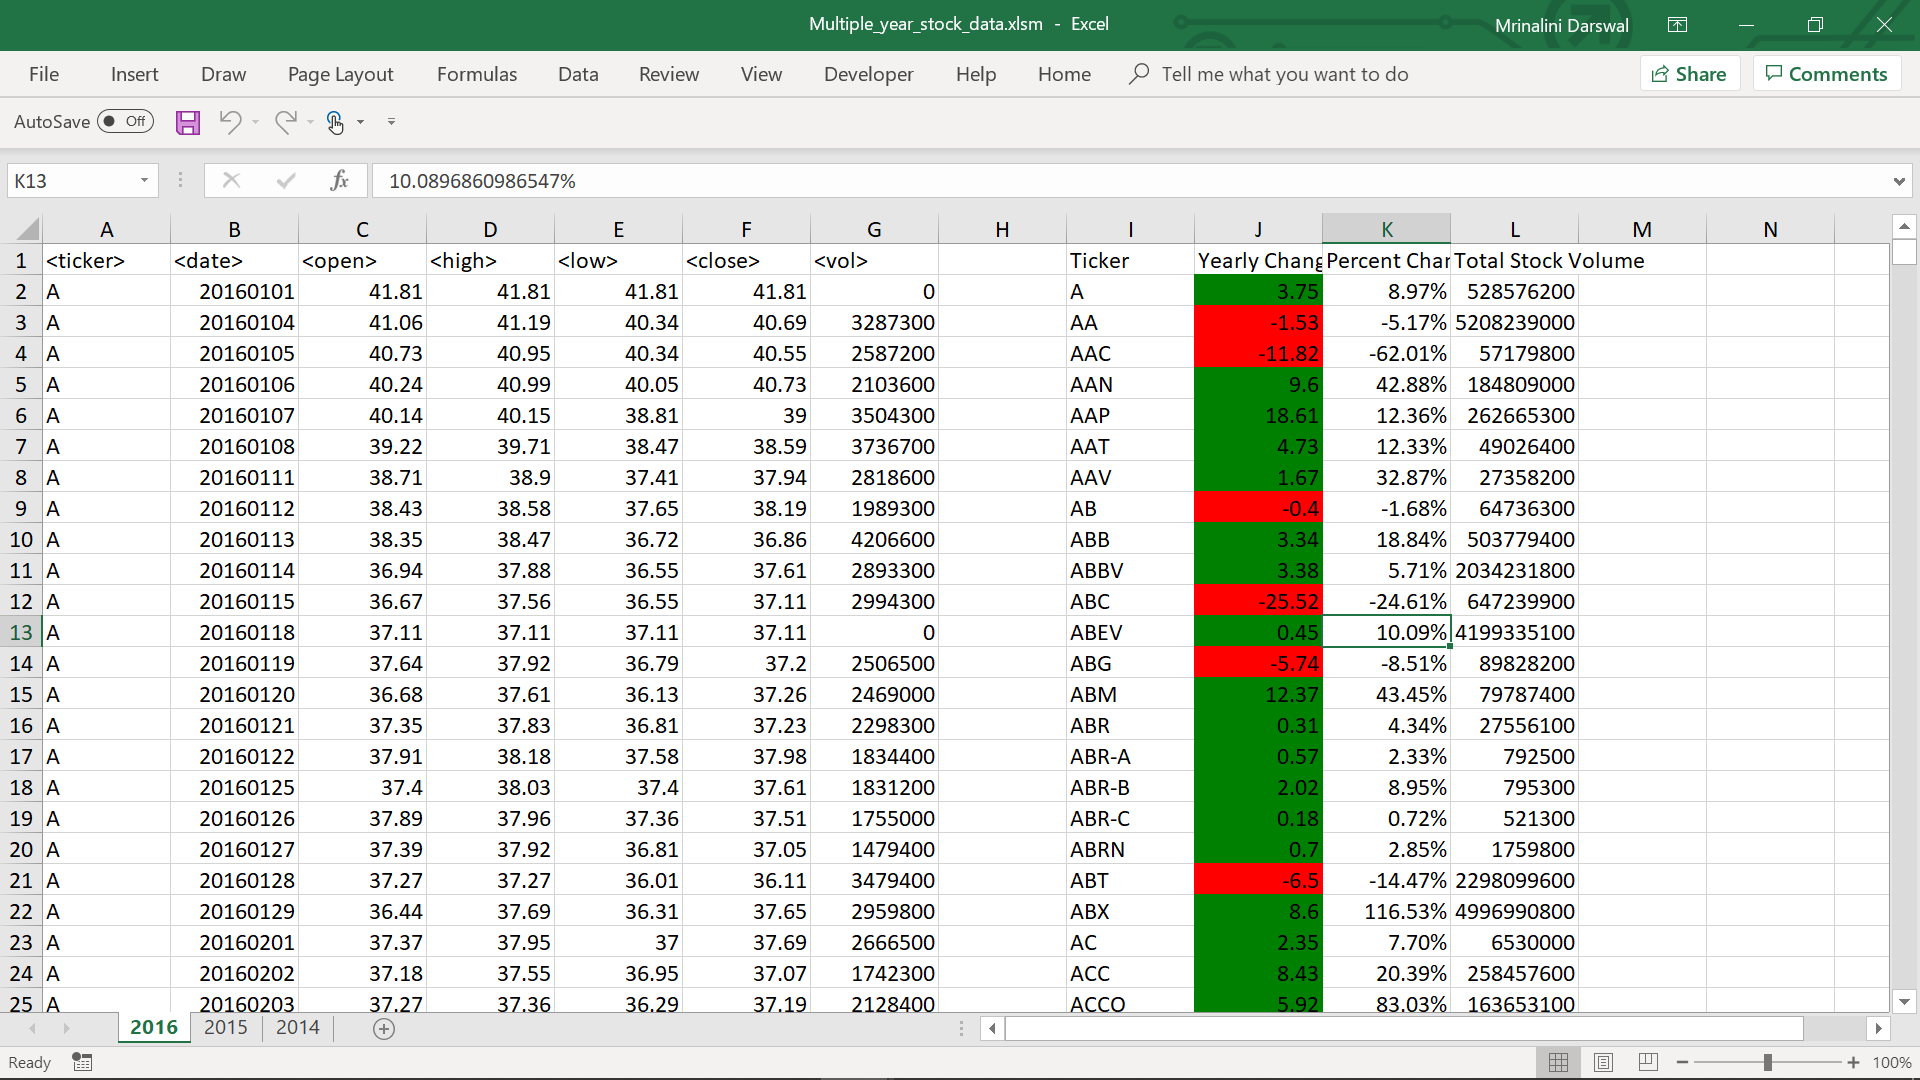 Multiple_year_stock_data.xlsm - Excel Mrinalini Darswal
File Insert Draw Page Layout Formulas Data Review View Developer Help Home Tell me what you want to do Share Comments
AutoSave Off
K13 fx 10.0896860986547%
A B C D E F G H I J K L M N
1 <ticker> <date> <open> <high> <low> <close> <vol> Ticker Yearly Chang Percent Char Total Stock Volume
2 A 20160101 41.81 41.81 41.81 41.81 0 A 3.75 8.97% 528576200
3 A 20160104 41.06 41.19 40.34 40.69 3287300 AA -1.53 -5.17% 5208239000
4 A 20160105 40.73 40.95 40.34 40.55 2587200 AAC -11.82 -62.01% 57179800
5 A 20160106 40.24 40.99 40.05 40.73 2103600 AAN 9.6 42.88% 184809000
6 A 20160107 40.14 40.15 38.81 39 3504300 AAP 18.61 12.36% 262665300
7 A 20160108 39.22 39.71 38.47 38.59 3736700 AAT 4.73 12.33% 49026400
8 A 20160111 38.71 38.9 37.41 37.94 2818600 AAV 1.67 32.87% 27358200
9 A 20160112 38.43 38.58 37.65 38.19 1989300 AB -0.4 -1.68% 64736300
10 A 20160113 38.35 38.47 36.72 36.86 4206600 ABB 3.34 18.84% 503779400
11 A 20160114 36.94 37.88 36.55 37.61 2893300 ABBV 3.38 5.71% 2034231800
12 A 20160115 36.67 37.56 36.55 37.11 2994300 ABC -25.52 -24.61% 647239900
13 A 20160118 37.11 37.11 37.11 37.11 0 ABEV 0.45 10.09% 4199335100
14 A 20160119 37.64 37.92 36.79 37.2 2506500 ABG -5.74 -8.51% 89828200
15 A 20160120 36.68 37.61 36.13 37.26 2469000 ABM 12.37 43.45% 79787400
16 A 20160121 37.35 37.83 36.81 37.23 2298300 ABR 0.31 4.34% 27556100
17 A 20160122 37.91 38.18 37.58 37.98 1834400 ABR-A 0.57 2.33% 792500
18 A 20160125 37.4 38.03 37.4 37.61 1831200 ABR-B 2.02 8.95% 795300
19 A 20160126 37.89 37.96 37.36 37.51 1755000 ABR-C 0.18 0.72% 521300
20 A 20160127 37.39 37.92 36.81 37.05 1479400 ABRN 0.7 2.85% 1759800
21 A 20160128 37.27 37.27 36.01 36.11 3479400 ABT -6.5 -14.47% 2298099600
22 A 20160129 36.44 37.69 36.31 37.65 2959800 ABX 8.6 116.53% 4996990800
23 A 20160201 37.37 37.95 37 37.69 2666500 AC 2.35 7.70% 6530000
24 A 20160202 37.18 37.55 36.95 37.07 1742300 ACC 8.43 20.39% 258457600
25 A 20160203 37.27 37.36 36.29 37.19 2128400 ACCO 5.92 83.03% 163653100
2016 2015 2014
Ready 100%